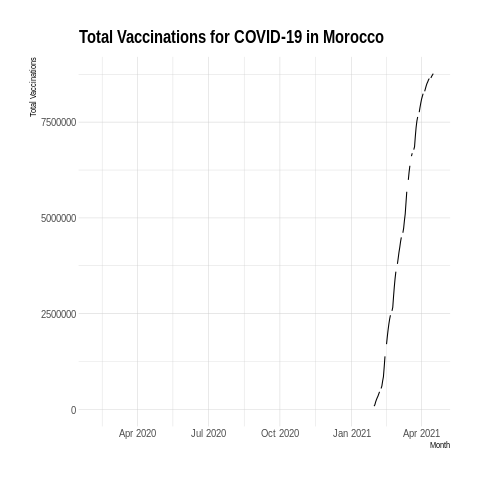 Total Vaccinations for COVID-19 in Morocco
Total Vaccinations
7500000
5000000
2500000
0
Apr 2020 Jul 2020 Oct 2020 Jan 2021 Apr 2021
Month